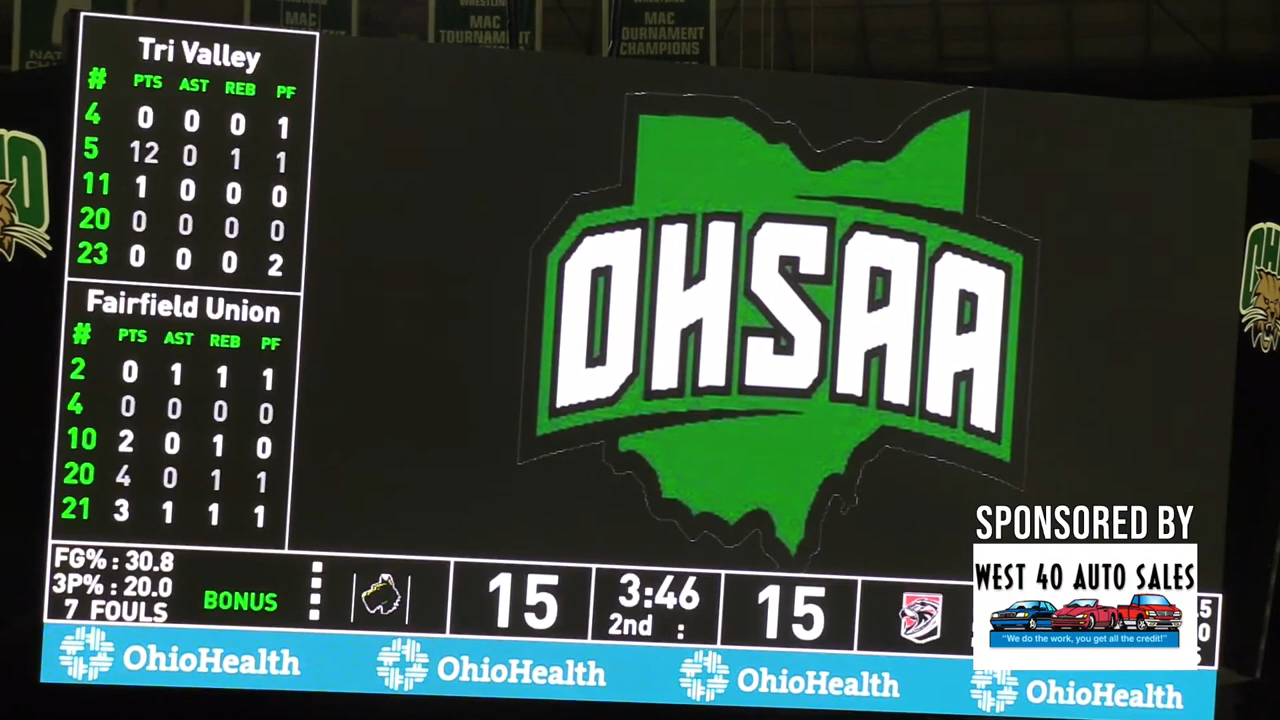 MAC
TOURNAMENT
CHAMPIONS
MAC
TOURNAMENT
CHAMPIONS
Tri Valley
# PTS AST REB PF
4 0 0 0 1
5 12 0 1 1
11 1 0 0 0
20 0 0 0 0
23 0 0 0 2
Fairfield Union
# PTS AST REB PF
2 0 1 1 1
4 0 0 0 0
10 2 0 1 0
20 4 0 1 1
21 3 1 1 1
OHSAA
FG% : 30.8
3P% : 20.0
7 FOULS
BONUS
15
3:46
2nd :
15
SPONSORED BY
WEST 40 AUTO SALES
"We do the work, you get all the credit!"
OhioHealth OhioHealth OhioHealth OhioHealth